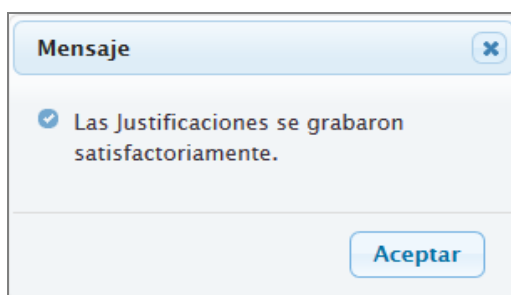 Mensaje
Las Justificaciones se grabaron
satisfactoriamente.
Aceptar